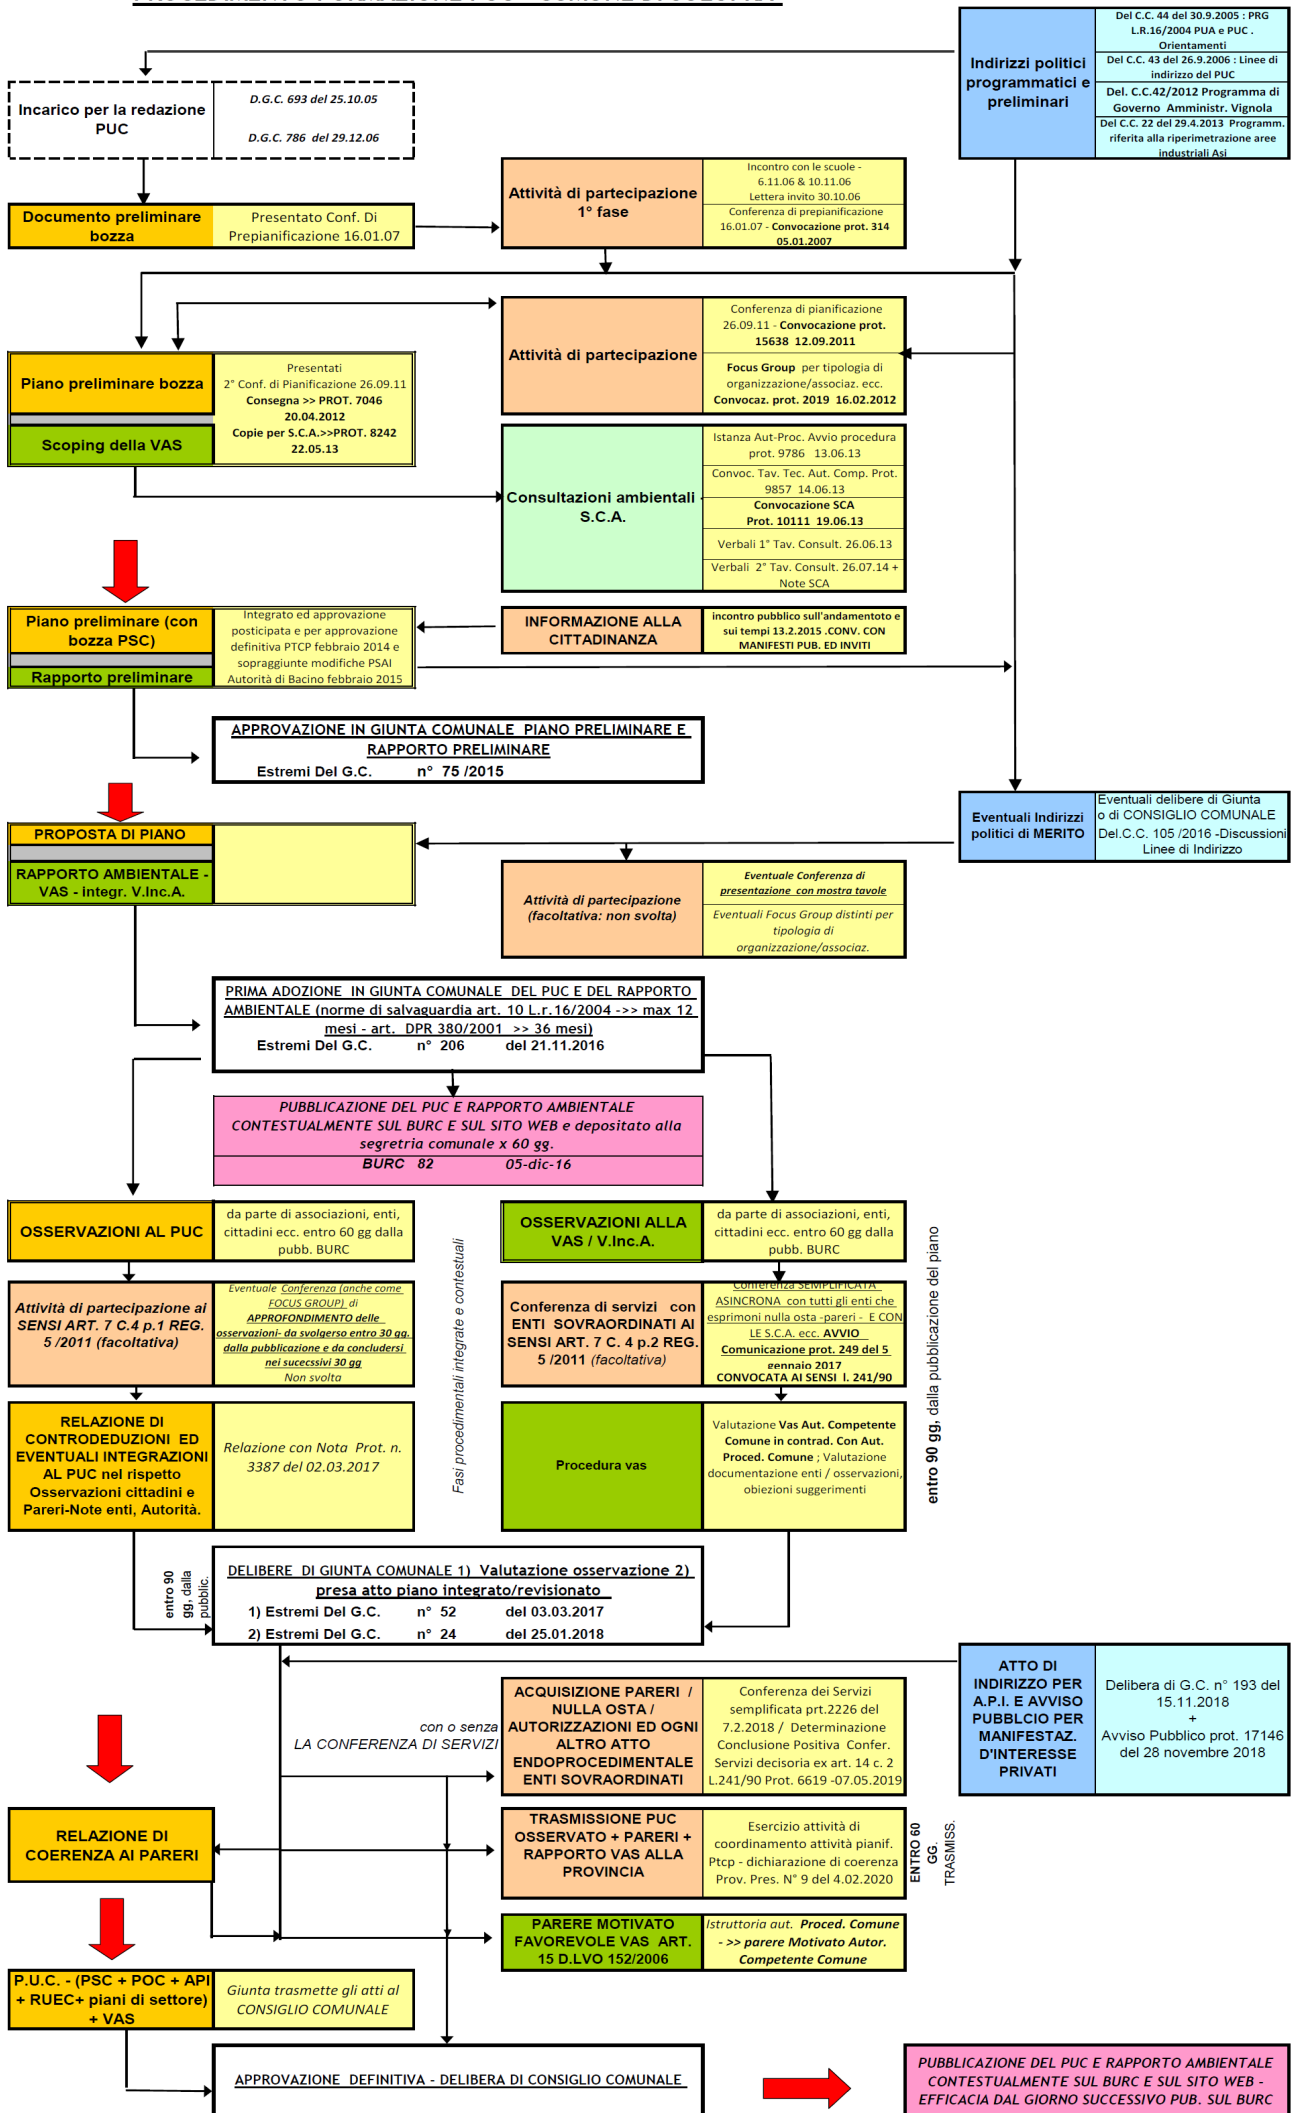 Del C.C. 44 del 30.9.2005 : PRG
L.R.16/2004 PUA e PUC .
Orientamenti
Indirizzi politici
programmatici e
preliminari
Del C.C. 43 del 26.9.2006 : Linee di
indirizzo del PUC
Del. C.C.42/2012 Programma di
Governo Amministr. Vignola
Del C.C. 22 del 29.4.2013 Programm.
riferita alla riperimetrazione aree
industriali Asi
Incarico per la redazione
PUC
D.G.C. 693 del 25.10.05
D.G.C. 786 del 29.12.06
Documento preliminare
bozza
Presentato Conf. Di
Prepianificazione 16.01.07
Attività di partecipazione
1° fase
Incontro con le scuole -
6.11.06 & 10.11.06
Lettera invito 30.10.06
Conferenza di prepianificazione
16.01.07 - Convocazione prot. 314
05.01.2007
Piano preliminare bozza
Scoping della VAS
Presentati
2° Conf. di Pianificazione 26.09.11
Consegna >> PROT. 7046
20.04.2012
Copie per S.C.A.>>PROT. 8242
22.05.13
Attività di partecipazione
Conferenza di pianificazione
26.09.11 - Convocazione prot.
15638 12.09.2011
Focus Group per tipologia di
organizzazione/associaz. ecc.
Convocaz. prot. 2019 16.02.2012
Consultazioni ambientali -
S.C.A.
Istanza Aut-Proc. Avvio procedura
prot. 9786 13.06.13
Convoc. Tav. Tec. Aut. Comp. Prot.
9857 14.06.13
Convocazione SCA
Prot. 10111 19.06.13
Verbali 1° Tav. Consult. 26.06.13
Verbali 2° Tav. Consult. 26.07.14 +
Note SCA
Piano preliminare (con
bozza PSC)
Rapporto preliminare
Integrato ed approvazione
posticipata e per approvazione
definitiva PTCP febbraio 2014 e
sopraggiunte modifiche PSAI
Autorità di Bacino febbraio 2015
INFORMAZIONE ALLA
CITTADINANZA
incontro pubblico sull'andamentoto e
sui tempi 13.2.2015 .CONV. CON
MANIFESTI PUB. ED INVITI
APPROVAZIONE IN GIUNTA COMUNALE PIANO PRELIMINARE E
RAPPORTO PRELIMINARE
Estremi Del G.C. n° 75 /2015
PROPOSTA DI PIANO
RAPPORTO AMBIENTALE -
VAS - integr. V.Inc.A.
Eventuali Indirizzi
politici di MERITO
Eventuali delibere di Giunta
o di CONSIGLIO COMUNALE
Del.C.C. 105 /2016 -Discussioni
Linee di Indirizzo
Attività di partecipazione
(facoltativa: non svolta)
Eventuale Conferenza di
presentazione con mostra tavole
Eventuali Focus Group distinti per
tipologia di
organizzazione/associaz.
PRIMA ADOZIONE IN GIUNTA COMUNALE DEL PUC E DEL RAPPORTO
AMBIENTALE (norme di salvaguardia art. 10 L.r.16/2004 ->> max 12
mesi - art. DPR 380/2001 >> 36 mesi)
Estremi Del G.C. n° 206 del 21.11.2016
PUBBLICAZIONE DEL PUC E RAPPORTO AMBIENTALE
CONTESTUALMENTE SUL BURC E SUL SITO WEB e depositato alla
segretria comunale x 60 gg.
BURC 82 05-dic-16
OSSERVAZIONI AL PUC
da parte di associazioni, enti,
cittadini ecc. entro 60 gg dalla
pubb. BURC
OSSERVAZIONI ALLA
VAS / V.Inc.A.
da parte di associazioni, enti,
cittadini ecc. entro 60 gg dalla
pubb. BURC
Fasi procedimentali integrate e contestuali
entro 90 gg, dalla pubblicazione del piano
Attività di partecipazione ai
SENSI ART. 7 C.4 p.1 REG.
5 /2011 (facoltativa)
Eventuale Conferenza (anche come
FOCUS GROUP) di
APPROFONDIMENTO delle
osservazioni- da svolgerso entro 30 gg.
dalla pubblicazione e da concludersi
nei sucecssivi 30 gg
Non svolta
Conferenza di servizi con
ENTI SOVRAORDINATI AI
SENSI ART. 7 C. 4 p.2 REG.
5 /2011 (facoltativa)
Conferenza SEMPLIFICATA
ASINCRONA con tutti gli enti che
esprimoni nulla osta -pareri - E CON
LE S.C.A. ecc. AVVIO
Comunicazione prot. 249 del 5
gennaio 2017
CONVOCATA AI SENSI l. 241/90
RELAZIONE DI
CONTRODEDUZIONI ED
EVENTUALI INTEGRAZIONI
AL PUC nel rispetto
Osservazioni cittadini e
Pareri-Note enti, Autorità.
Relazione con Nota Prot. n.
3387 del 02.03.2017
Procedura vas
Valutazione Vas Aut. Competente
Comune in contrad. Con Aut.
Proced. Comune ; Valutazione
documentazione enti / osservazioni,
obiezioni suggerimenti
entro 90
gg, dalla
pubblic.
DELIBERE DI GIUNTA COMUNALE 1) Valutazione osservazione 2)
presa atto piano integrato/revisionato
1) Estremi Del G.C. n° 52 del 03.03.2017
2) Estremi Del G.C. n° 24 del 25.01.2018
ATTO DI
INDIRIZZO PER
A.P.I. E AVVISO
PUBBLCIO PER
MANIFESTAZ.
D'INTERESSE
PRIVATI
Delibera di G.C. n° 193 del
15.11.2018
+
Avviso Pubblico prot. 17146
del 28 novembre 2018
con o senza
LA CONFERENZA DI SERVIZI
ACQUISIZIONE PARERI /
NULLA OSTA /
AUTORIZZAZIONI ED OGNI
ALTRO ATTO
ENDOPROCEDIMENTALE
ENTI SOVRAORDINATI
Conferenza dei Servizi
semplificata prt.2226 del
7.2.2018 / Determinazione
Conclusione Positiva Confer.
Servizi decisoria ex art. 14 c. 2
L.241/90 Prot. 6619 -07.05.2019
RELAZIONE DI
COERENZA AI PARERI
TRASMISSIONE PUC
OSSERVATO + PARERI +
RAPPORTO VAS ALLA
PROVINCIA
Esercizio attività di
coordinamento attività pianif.
Ptcp - dichiarazione di coerenza
Prov. Pres. N° 9 del 4.02.2020
ENTRO 60
GG.
TRASMISS.
PARERE MOTIVATO
FAVOREVOLE VAS ART.
15 D.LVO 152/2006
Istruttoria aut. Proced. Comune
- >> parere Motivato Autor.
Competente Comune
P.U.C. - (PSC + POC + API
+ RUEC+ piani di settore)
+ VAS
Giunta trasmette gli atti al
CONSIGLIO COMUNALE
APPROVAZIONE DEFINITIVA - DELIBERA DI CONSIGLIO COMUNALE
PUBBLICAZIONE DEL PUC E RAPPORTO AMBIENTALE
CONTESTUALMENTE SUL BURC E SUL SITO WEB -
EFFICACIA DAL GIORNO SUCCESSIVO PUB. SUL BURC